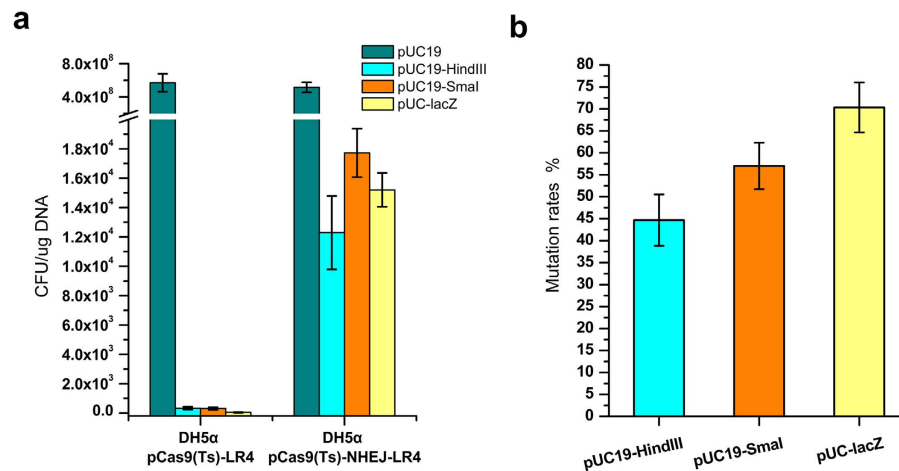 a
CFU/ug DNA
8.0x10⁸
4.0x10⁸
1.8x10⁴
1.6x10⁴
1.4x10⁴
1.2x10⁴
1.0x10⁴
8.0x10³
6.0x10³
4.0x10³
2.0x10³
0.0
pUC19
pUC19-HindIII
pUC19-SmaI
pUC-lacZ
DH5α
pCas9(Ts)-LR4
DH5α
pCas9(Ts)-NHEJ-LR4
b
Mutation rates %
80
75
70
65
60
55
50
45
40
35
30
25
20
15
10
5
0
pUC19-HindIII
pUC19-SmaI
pUC-lacZ